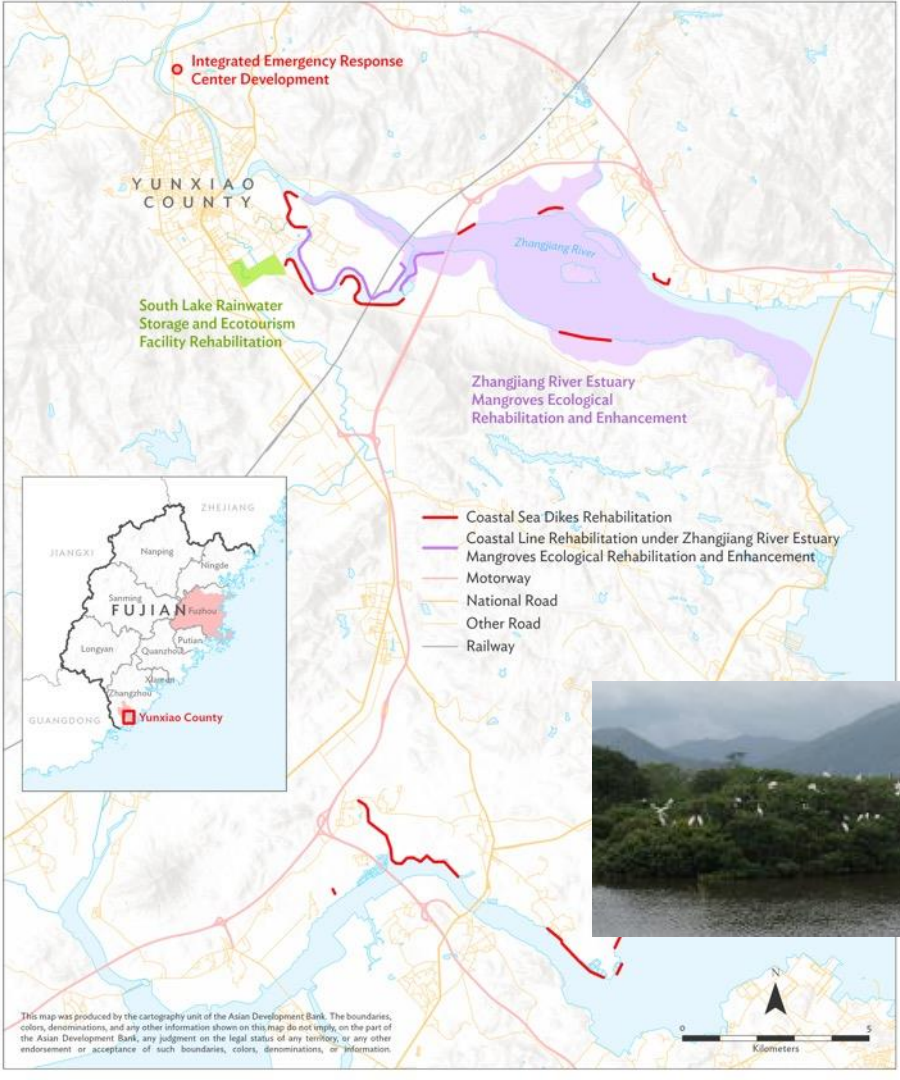 Integrated Emergency Response
Center Development
YUNXIAO
COUNTY
Zhangjiang River
South Lake Rainwater
Storage and Ecotourism
Facility Rehabilitation
Zhangjiang River Estuary
Mangroves Ecological
Rehabilitation and Enhancement
Coastal Sea Dikes Rehabilitation
Coastal Line Rehabilitation under Zhangjiang River Estuary
Mangroves Ecological Rehabilitation and Enhancement
Motorway
National Road
Other Road
Railway
ZHEJIANG
JIANGXI
Nanping
Ningde
Sanming
FUJIAN
Fuzhou
Putian
Longyan
Quanzhou
Xiamen
Zhangzhou
GUANGDONG
Yunxiao County
This map was produced by the cartography unit of the Asian Development Bank. The boundaries,
colors, denominations, and any other information shown on this map do not imply, on the part of
the Asian Development Bank, any judgment on the legal status of any territory, or any other
endorsement or acceptance of such boundaries, colors, denominations, or information.
N
0 5
Kilometers